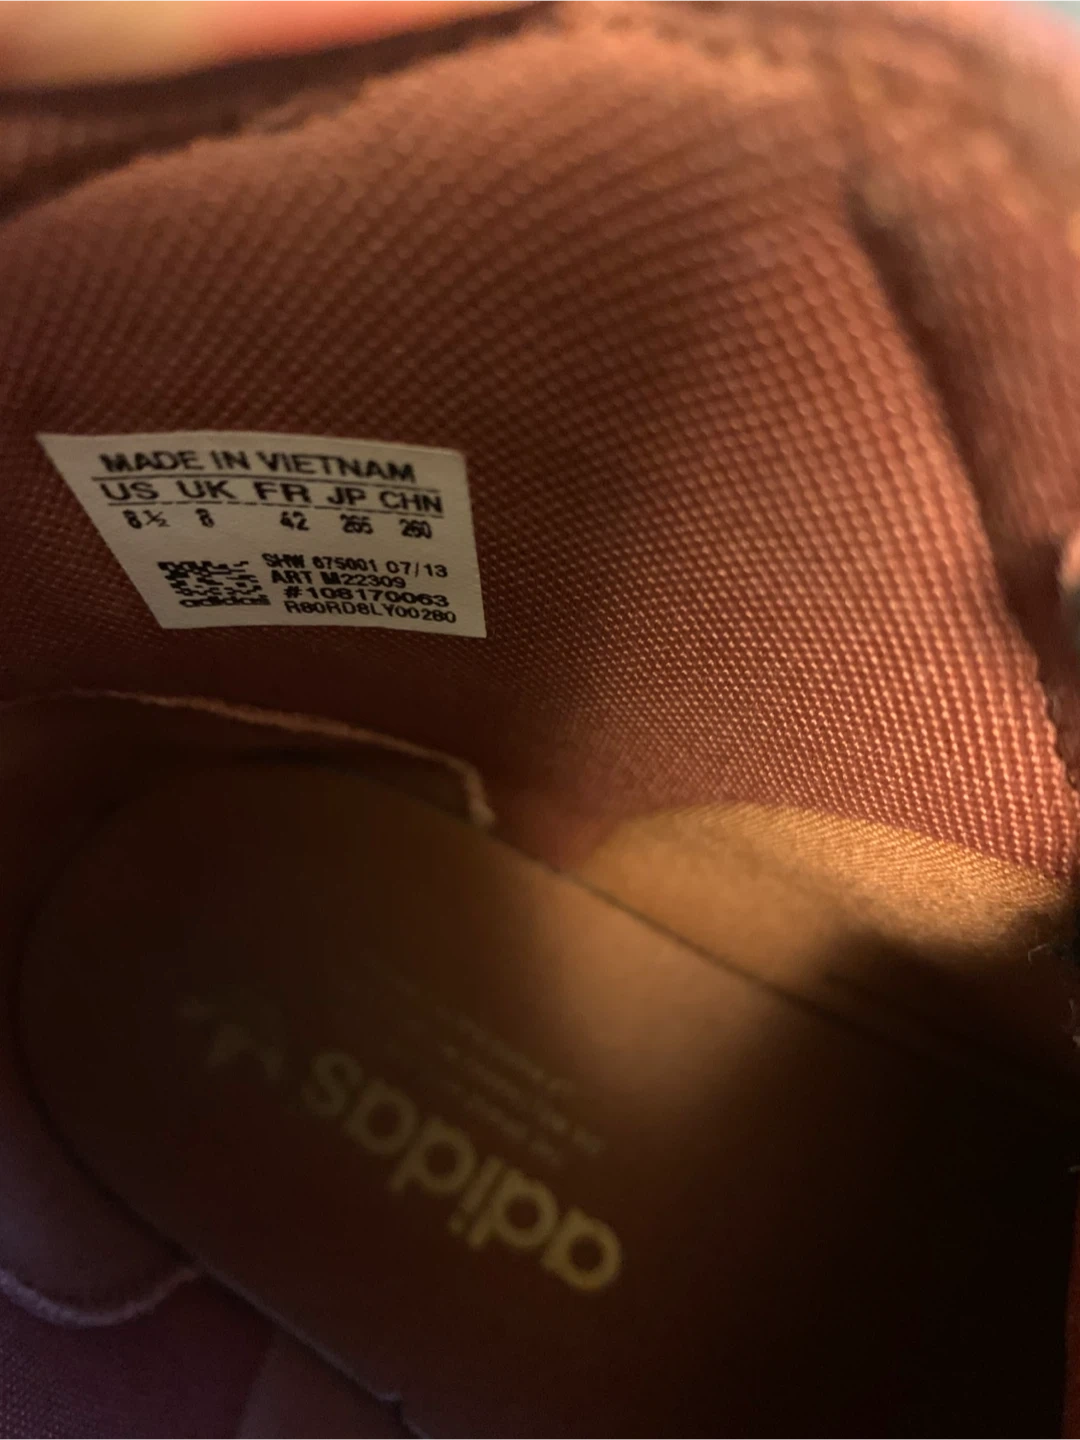 MADE IN VIETNAM
US UK FR JP CHN
8½ 8 42 265 260
SHW 675001 07/13
ART M22309
#108170063
R80RD8LY00280
adidas
adidas